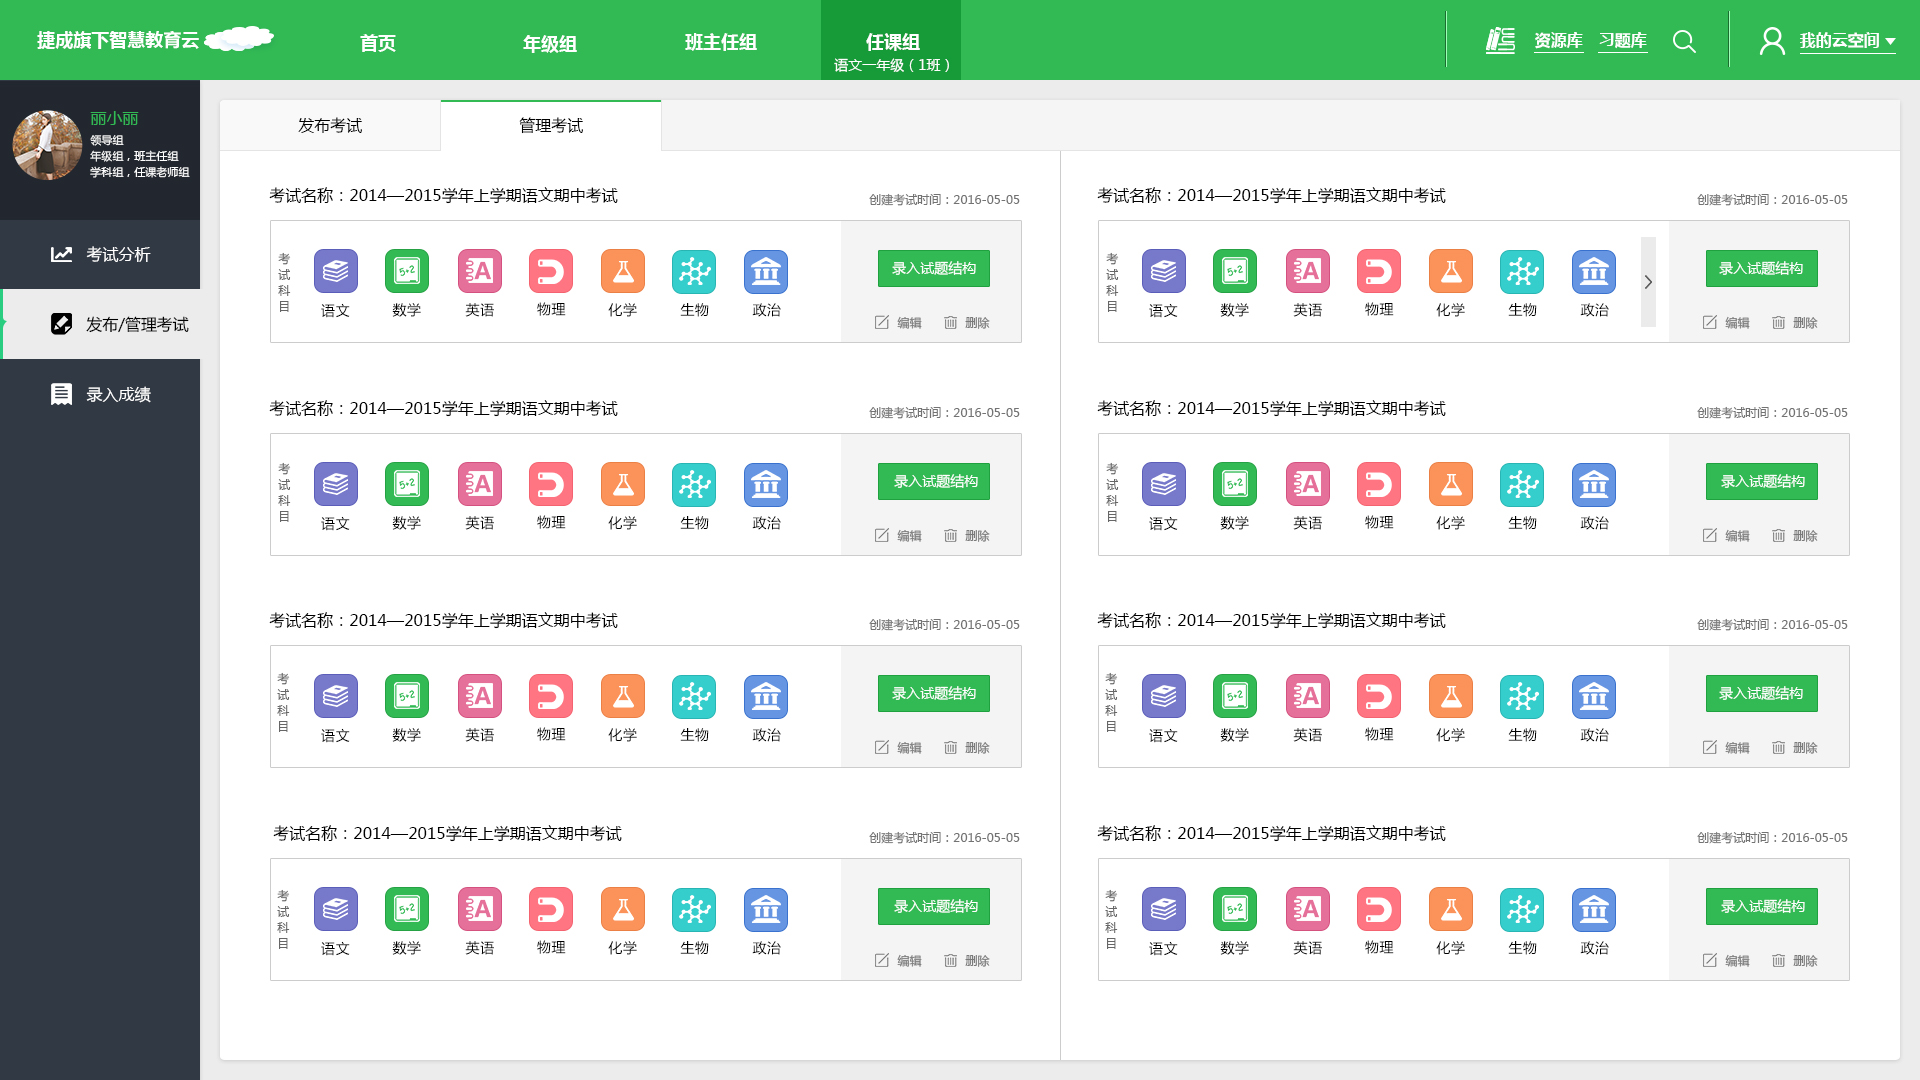 捷成旗下智慧教育云
首页
年级组
班主任组
任课组
语文一年级（1班）
资源库
习题库
我的云空间
丽小丽
领导组
年级组，班主任组
学科组，任课老师组
考试分析
发布/管理考试
录入成绩
发布考试
管理考试
考试名称：2014—2015学年上学期语文期中考试
创建考试时间：2016-05-05
考试科目
语文 数学 英语 物理 化学 生物 政治
5+2
A
录入试题结构
编辑 删除
考试名称：2014—2015学年上学期语文期中考试
创建考试时间：2016-05-05
考试科目
语文 数学 英语 物理 化学 生物 政治
5+2
A
录入试题结构
编辑 删除
考试名称：2014—2015学年上学期语文期中考试
创建考试时间：2016-05-05
考试科目
语文 数学 英语 物理 化学 生物 政治
5+2
A
录入试题结构
编辑 删除
考试名称：2014—2015学年上学期语文期中考试
创建考试时间：2016-05-05
考试科目
语文 数学 英语 物理 化学 生物 政治
5+2
A
录入试题结构
编辑 删除
考试名称：2014—2015学年上学期语文期中考试
创建考试时间：2016-05-05
考试科目
语文 数学 英语 物理 化学 生物 政治
5+2
A
录入试题结构
编辑 删除
考试名称：2014—2015学年上学期语文期中考试
创建考试时间：2016-05-05
考试科目
语文 数学 英语 物理 化学 生物 政治
5+2
A
录入试题结构
编辑 删除
考试名称：2014—2015学年上学期语文期中考试
创建考试时间：2016-05-05
考试科目
语文 数学 英语 物理 化学 生物 政治
5+2
A
录入试题结构
编辑 删除
考试名称：2014—2015学年上学期语文期中考试
创建考试时间：2016-05-05
考试科目
语文 数学 英语 物理 化学 生物 政治
5+2
A
录入试题结构
编辑 删除